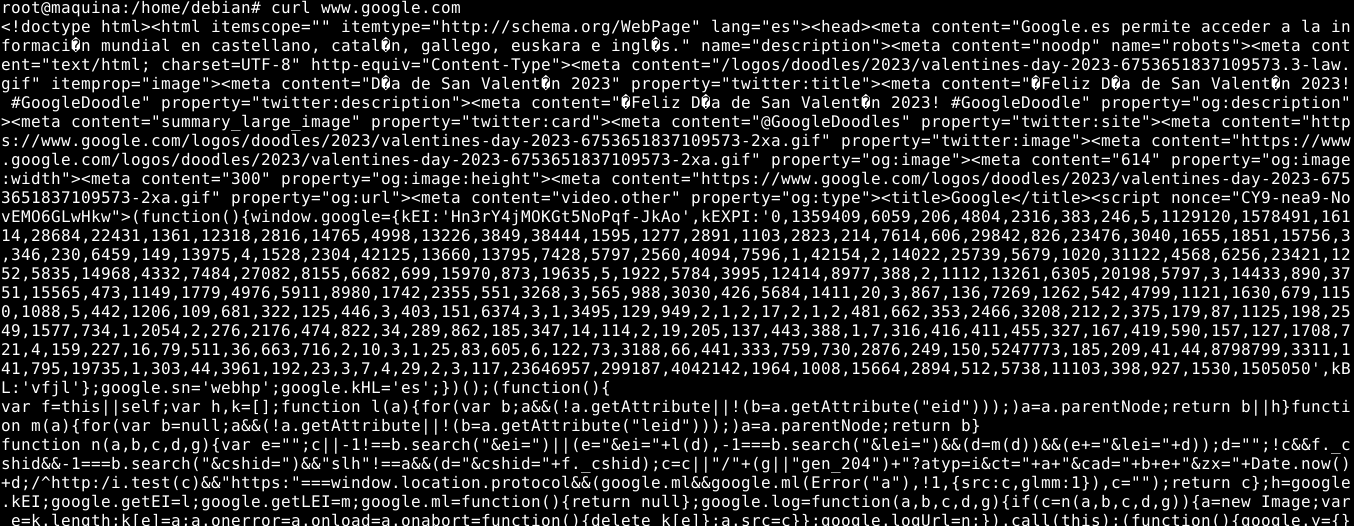 root@maquina:/home/debian# curl www.google.com
<!doctype html><html itemscope="" itemtype="http://schema.org/WebPage" lang="es"><head><meta content="Google.es permite acceder a la in
formaci�n mundial en castellano, catal�n, gallego, euskara e ingl�s." name="description"><meta content="noodp" name="robots"><meta cont
ent="text/html; charset=UTF-8" http-equiv="Content-Type"><meta content="/logos/doodles/2023/valentines-day-2023-6753651837109573.3-law.
gif" itemprop="image"><meta content="D�a de San Valent�n 2023" property="twitter:title"><meta content="�Feliz D�a de San Valent�n 2023!
 #GoogleDoodle" property="twitter:description"><meta content="�Feliz D�a de San Valent�n 2023! #GoogleDoodle" property="og:description"
><meta content="summary_large_image" property="twitter:card"><meta content="@GoogleDoodles" property="twitter:site"><meta content="http
s://www.google.com/logos/doodles/2023/valentines-day-2023-6753651837109573-2xa.gif" property="twitter:image"><meta content="https://www
.google.com/logos/doodles/2023/valentines-day-2023-6753651837109573-2xa.gif" property="og:image"><meta content="614" property="og:image
:width"><meta content="300" property="og:image:height"><meta content="https://www.google.com/logos/doodles/2023/valentines-day-2023-675
3651837109573-2xa.gif" property="og:url"><meta content="video.other" property="og:type"><title>Google</title><script nonce="CY9-nea9-No
vEMO6GLwHkw">(function(){window.google={kEI:'Hn3rY4jMOKGt5NoPqf-JkAo',kEXPI:'0,1359409,6059,206,4804,2316,383,246,5,1129120,1578491,161
14,28684,22431,1361,12318,2816,14765,4998,13226,3849,38444,1595,1277,2891,1103,2823,214,7614,606,29842,826,23476,3040,1655,1851,15756,3
,346,230,6459,149,13975,4,1528,2304,42125,13660,13795,7428,5797,2560,4094,7596,1,42154,2,14022,25739,5679,1020,31122,4568,6256,23421,12
52,5835,14968,4332,7484,27082,8155,6682,699,15970,873,19635,5,1922,5784,3995,12414,8977,388,2,1112,13261,6305,20198,5797,3,14433,890,37
51,15565,473,1149,1779,4976,5911,8980,1742,2355,551,3268,3,565,988,3030,426,5684,1411,20,3,867,136,7269,1262,542,4799,1121,1630,679,115
0,1088,5,442,1206,109,681,322,125,446,3,403,151,6374,3,1,3495,129,949,2,1,2,17,2,1,2,481,662,353,2466,3208,212,2,375,179,87,1125,198,25
49,1577,734,1,2054,2,276,2176,474,822,34,289,862,185,347,14,114,2,19,205,137,443,388,1,7,316,416,411,455,327,167,419,590,157,127,1708,7
21,4,159,227,16,79,511,36,663,716,2,10,3,1,25,83,605,6,122,73,3188,66,441,333,759,730,2876,249,150,5247773,185,209,41,44,8798799,3311,1
41,795,19735,1,303,44,3961,192,23,3,7,4,29,2,3,117,23646957,299187,4042142,1964,1008,15664,2894,512,5738,11103,398,927,1530,1505050',kB
L:'vfjl'};google.sn='webhp';google.kHL='es';})();(function(){
var f=this||self;var h,k=[];function l(a){for(var b;a&&(!a.getAttribute||!(b=a.getAttribute("eid")));)a=a.parentNode;return b||h}functi
on m(a){for(var b=null;a&&(!a.getAttribute||!(b=a.getAttribute("leid")));)a=a.parentNode;return b}
function n(a,b,c,d,g){var e="";c||-1!==b.search("&ei=")||(e="&ei="+l(d),-1===b.search("&lei=")&&(d=m(d))&&(e+="&lei="+d));d="";!c&&f._c
shid&&-1===b.search("&cshid=")&&"slh"!==a&&(d="&cshid="+f._cshid);c=c||"/"+(g||"gen_204")+"?atyp=i&ct="+a+"&cad="+b+e+"&zx="+Date.now()
+d;/^http:/i.test(c)&&"https:"===window.location.protocol&&(google.ml&&google.ml(Error("a"),!1,{src:c,glmm:1}),c="");return c};h=google
.kEI;google.getEI=l;google.getLEI=m;google.ml=function(){return null};google.log=function(a,b,c,d,g){if(c=n(a,b,c,d,g)){a=new Image;var
 e=k.length;k[e]=a;a.onerror=a.onload=a.onabort=function(){delete k[e]};a.src=c}};google.logUrl=n;}).call(this);(function(){google.y={}